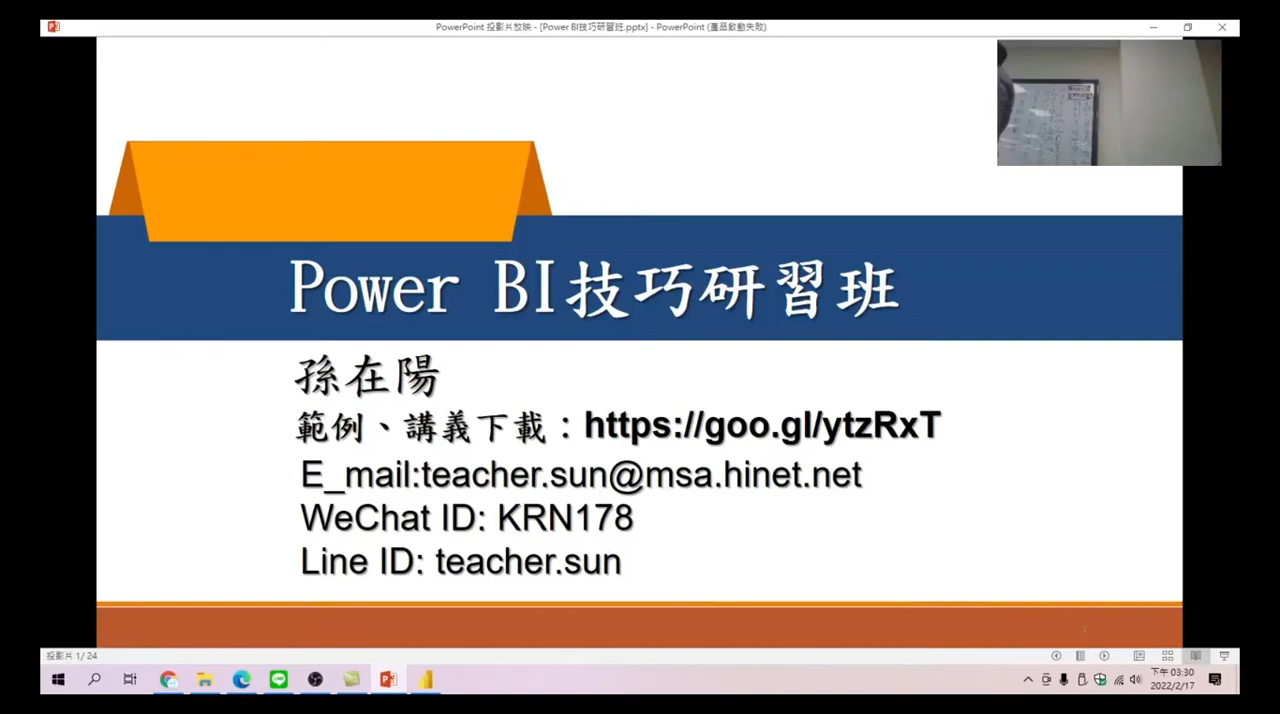 PowerPoint 投影片放映 - [Power BI技巧研習班.pptx] - PowerPoint (產品啟動失敗)
Power BI技巧研習班
孫在陽
範例、講義下載：https://goo.gl/ytzRxT
E_mail:teacher.sun@msa.hinet.net
WeChat ID: KRN178
Line ID: teacher.sun
投影片 1/ 24
下午 03:30
2022/2/17